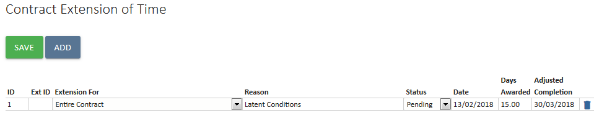 Contract Extension of Time
SAVE ADD
ID Ext ID Extension For Reason Status Date Days Awarded Adjusted Completion
1 Entire Contract Latent Conditions Pending 13/02/2018 15.00 30/03/2018